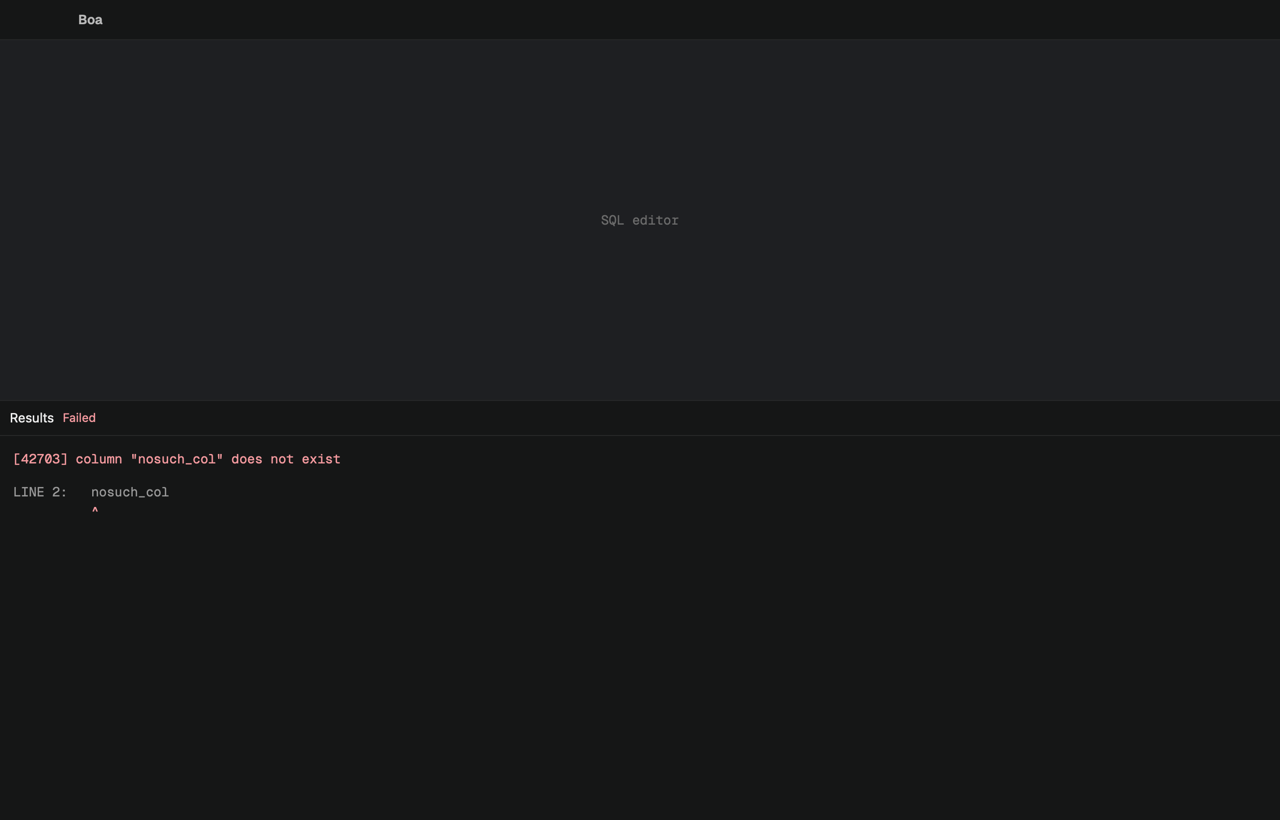 Boa
SQL editor
Results Failed
[42703] column "nosuch_col" does not exist
LINE 2:   nosuch_col
          ^